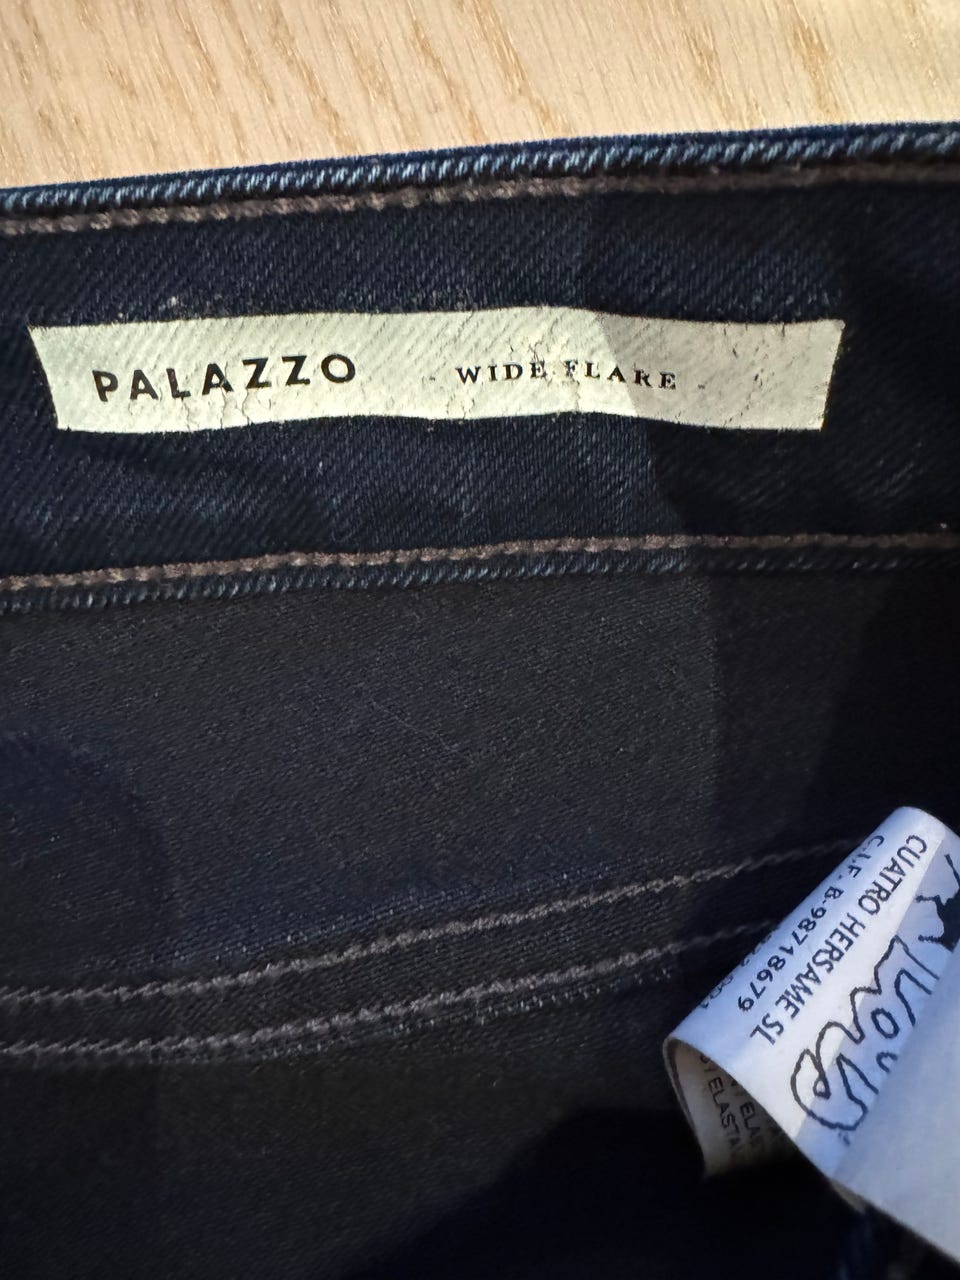 PALAZZO WIDE FLARE
CUATRO HERSAME SL
C.I.F. B-98718679